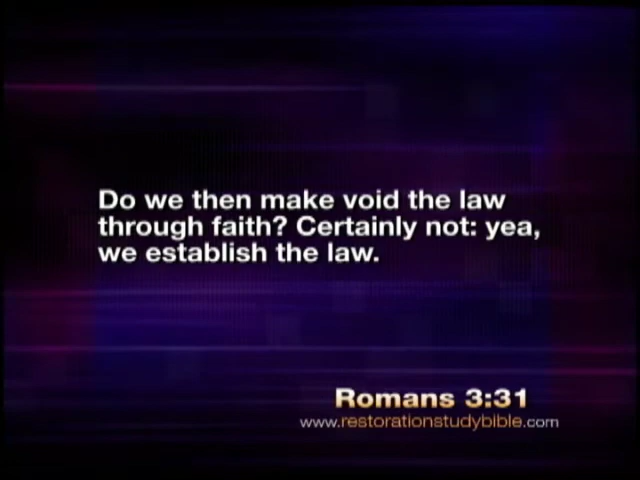 Do we then make void the law
through faith? Certainly not: yea,
we establish the law.
Romans 3:31
www.restorationstudybible.com